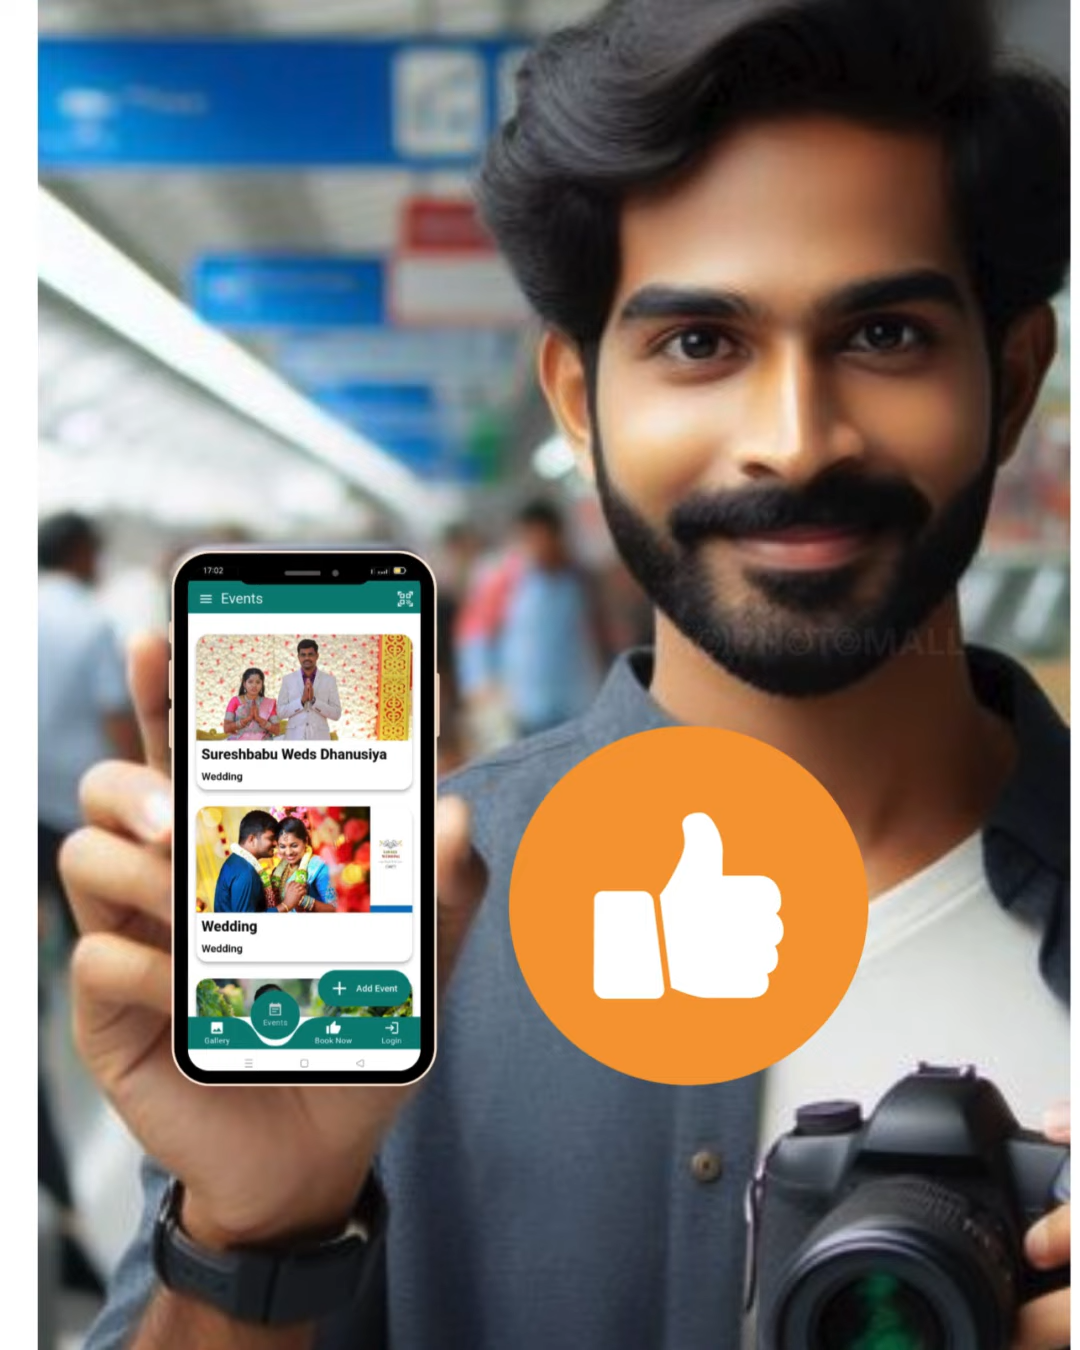 17:02
Events
Sureshbabu Weds Dhanusiya
Wedding
Wedding
Wedding
Add Event
Gallery
Events
Book Now
Login